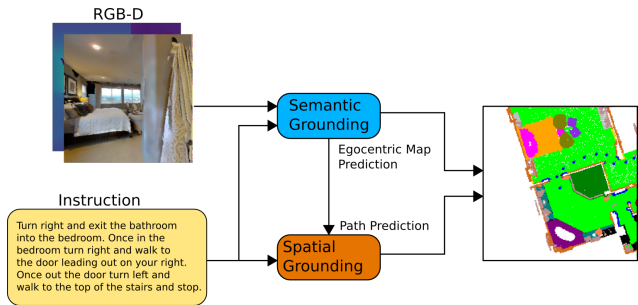 RGB-D
Semantic
Grounding
Egocentric Map
Prediction
Instruction
Turn right and exit the bathroom
into the bedroom. Once in the
bedroom turn right and walk to
the door leading out on your right.
Once out the door turn left and
walk to the top of the stairs and stop.
Path Prediction
Spatial
Grounding